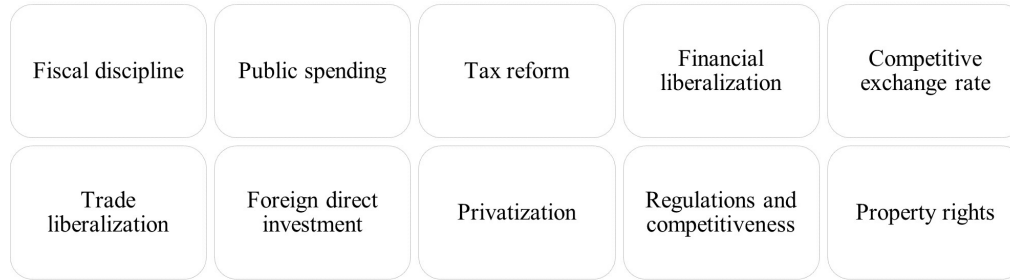 Fiscal discipline
Public spending
Tax reform
Financial
liberalization
Competitive
exchange rate
Trade
liberalization
Foreign direct
investment
Privatization
Regulations and
competitiveness
Property rights